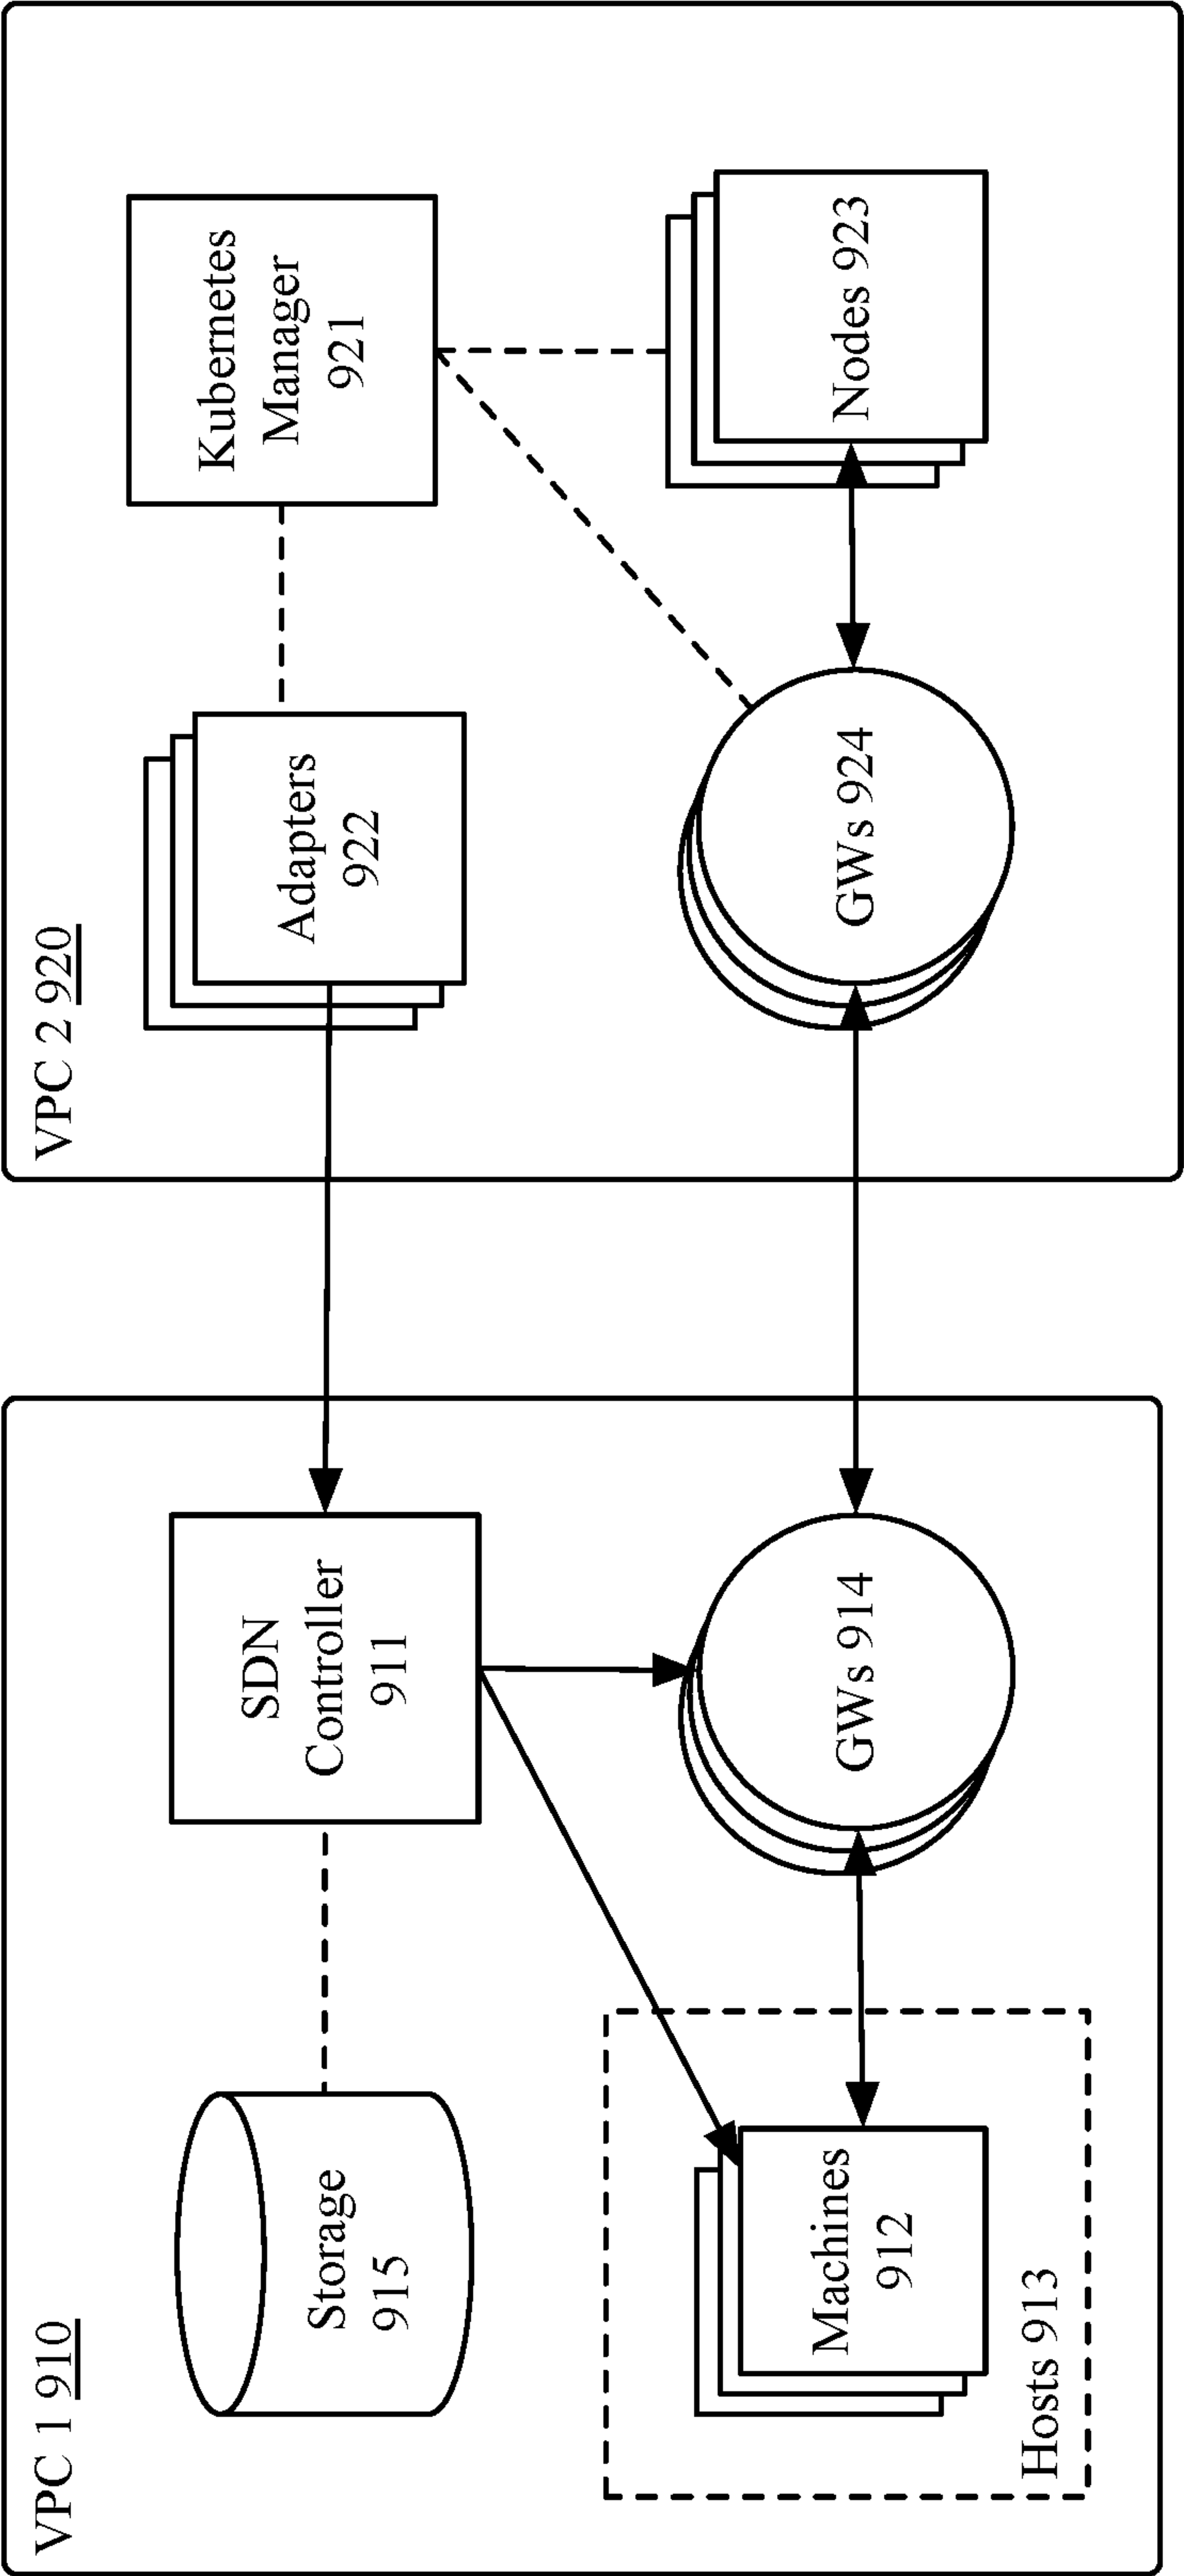 VPC 1 910
Storage
915
SDN
Controller
911
Machines
912
Hosts 913
GWs 914
VPC 2 920
Adapters
922
Kubernetes
Manager
921
GWs 924
Nodes 923